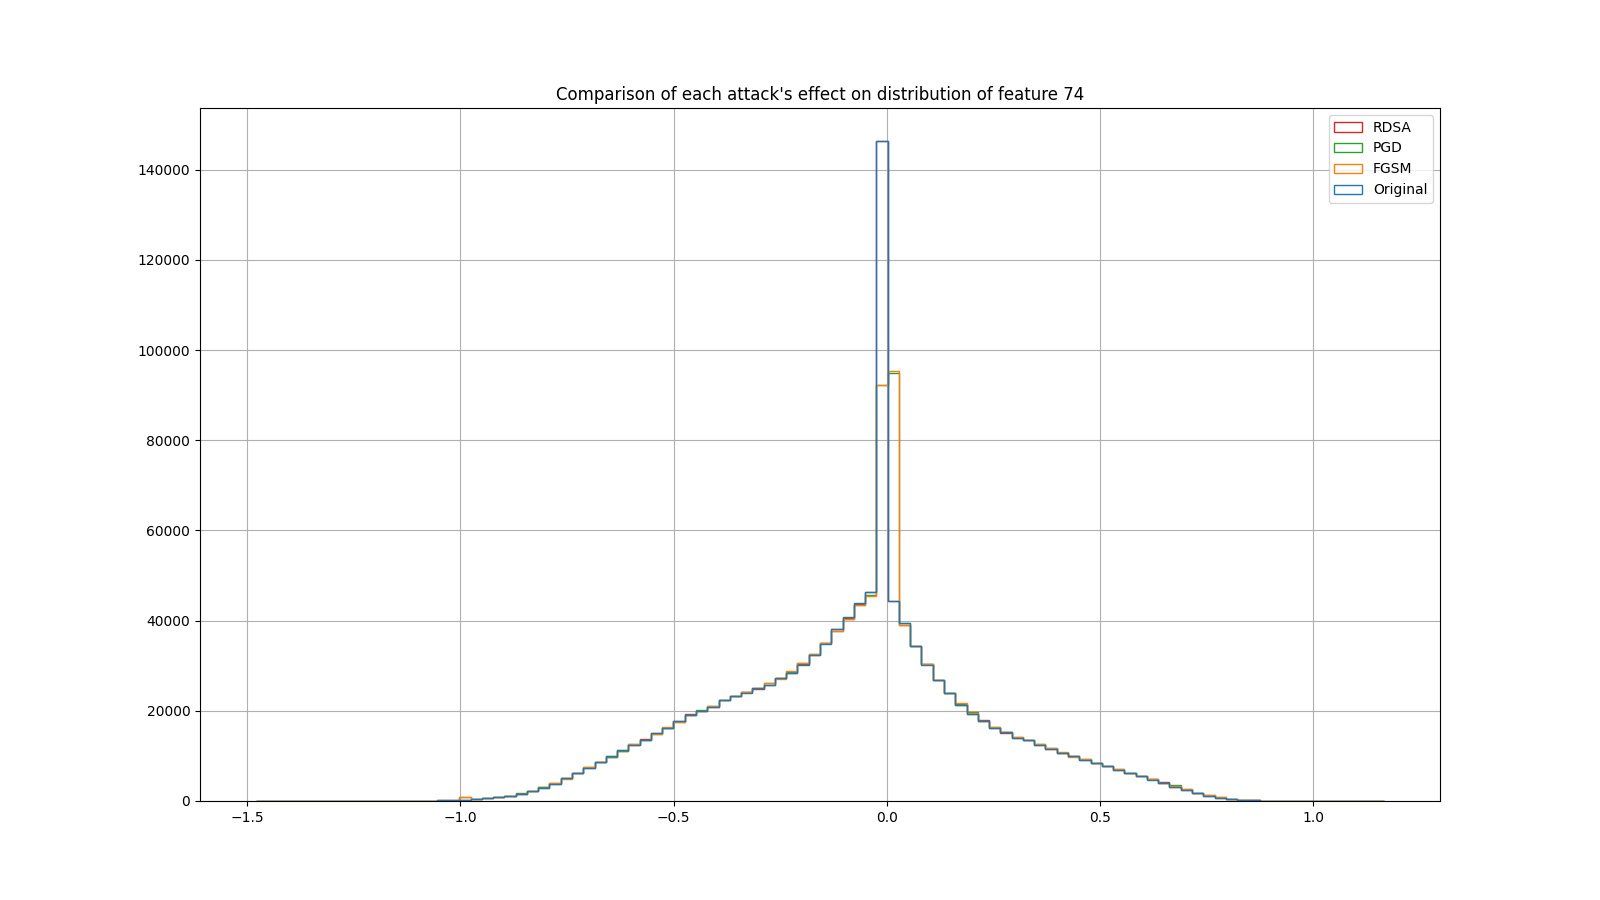 Comparison of each attack's effect on distribution of feature 74
RDSA
PGD
FGSM
Original
140000
120000
100000
80000
60000
40000
20000
0
−1.5
−1.0
−0.5
0.0
0.5
1.0